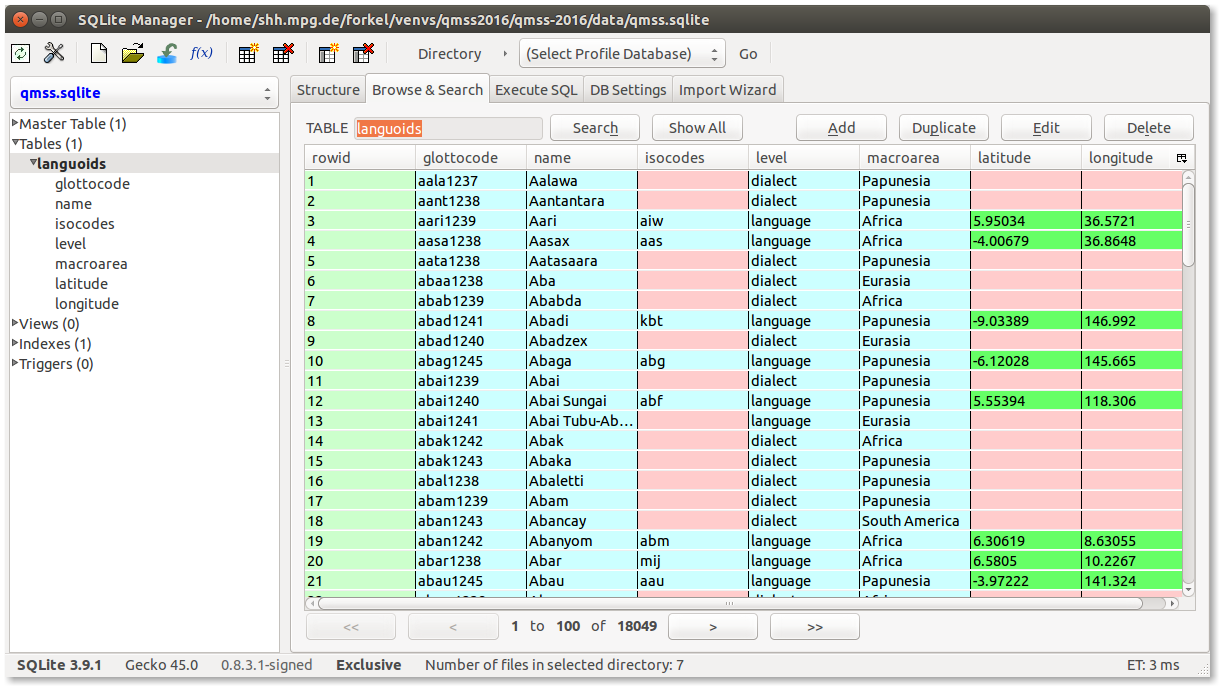 SQLite Manager - /home/shh.mpg.de/forkel/venvs/qmss2016/qmss-2016/data/qmss.sqlite
f(x) Directory (Select Profile Database) Go
qmss.sqlite
Structure Browse & Search Execute SQL DB Settings Import Wizard
Master Table (1)
Tables (1)
languoids
glottocode
name
isocodes
level
macroarea
latitude
longitude
Views (0)
Indexes (1)
Triggers (0)
TABLE languoids Search Show All Add Duplicate Edit Delete
rowid glottocode name isocodes level macroarea latitude longitude
1 aala1237 Aalawa dialect Papunesia
2 aant1238 Aantantara dialect Papunesia
3 aari1239 Aari aiw language Africa 5.95034 36.5721
4 aasa1238 Aasax aas language Africa -4.00679 36.8648
5 aata1238 Aatasaara dialect Papunesia
6 abaa1238 Aba dialect Eurasia
7 abab1239 Ababda dialect Africa
8 abad1241 Abadi kbt language Papunesia -9.03389 146.992
9 abad1240 Abadzex dialect Eurasia
10 abag1245 Abaga abg language Papunesia -6.12028 145.665
11 abai1239 Abai dialect Papunesia
12 abai1240 Abai Sungai abf language Papunesia 5.55394 118.306
13 abai1241 Abai Tubu-Ab... language Eurasia
14 abak1242 Abak dialect Africa
15 abak1243 Abaka dialect Papunesia
16 abal1238 Abaletti dialect Papunesia
17 abam1239 Abam dialect Papunesia
18 aban1243 Abancay dialect South America
19 aban1242 Abanyom abm language Africa 6.30619 8.63055
20 abar1238 Abar mij language Africa 6.5805 10.2267
21 abau1245 Abau aau language Papunesia -3.97222 141.324
<< < 1 to 100 of 18049 > >>
SQLite 3.9.1 Gecko 45.0 0.8.3.1-signed Exclusive Number of files in selected directory: 7 ET: 3 ms